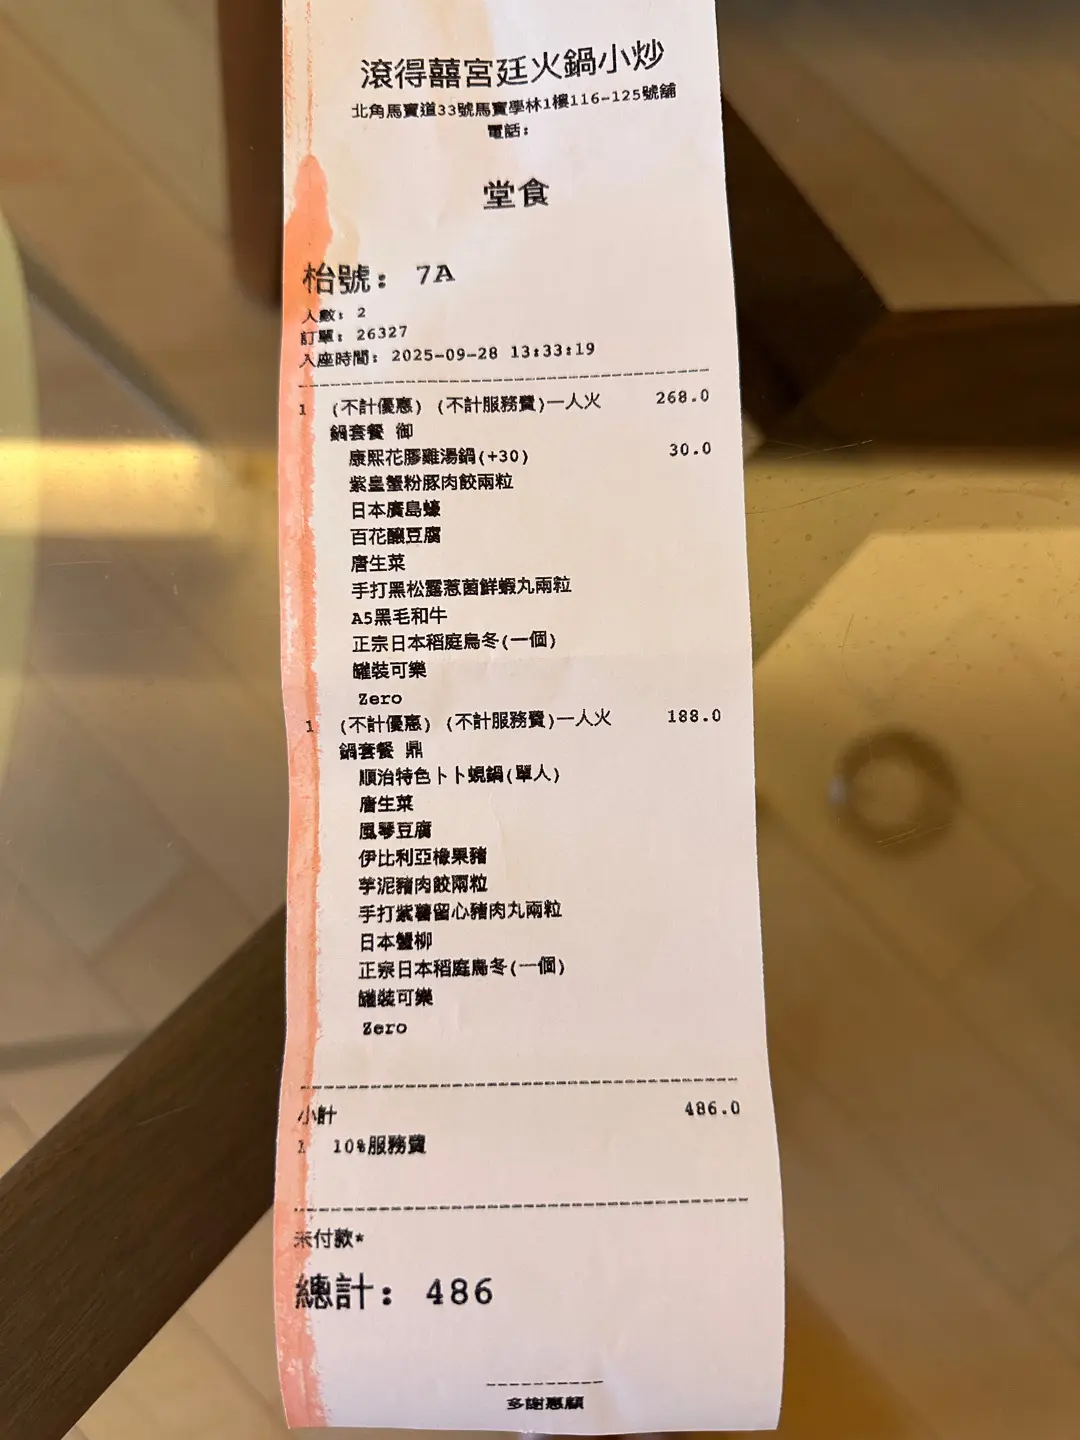 滾得囍宮廷火鍋小炒
北角馬寶道33號馬寶學林1樓116-125號舖
電話:
堂食
枱號: 7A
人數: 2
訂單: 26327
入座時間: 2025-09-28 13:33:19
1 (不計優惠) (不計服務費)一人火 268.0
鍋套餐 御
康熙花膠雞湯鍋(+30) 30.0
紫皇蟹粉豚肉餃兩粒
日本廣島蠔
百花釀豆腐
唐生菜
手打黑松露惹菌鮮蝦丸兩粒
A5黑毛和牛
正宗日本稻庭烏冬(一個)
罐裝可樂
Zero
1 (不計優惠) (不計服務費)一人火 188.0
鍋套餐 鼎
順治特色卜卜蜆鍋(單人)
唐生菜
風琴豆腐
伊比利亞橡果豬
芋泥豬肉餃兩粒
手打紫薯留心豬肉丸兩粒
日本蟹柳
正宗日本稻庭烏冬(一個)
罐裝可樂
Zero
小計 486.0
1 10%服務費
未付款*
總計: 486
多謝惠顧